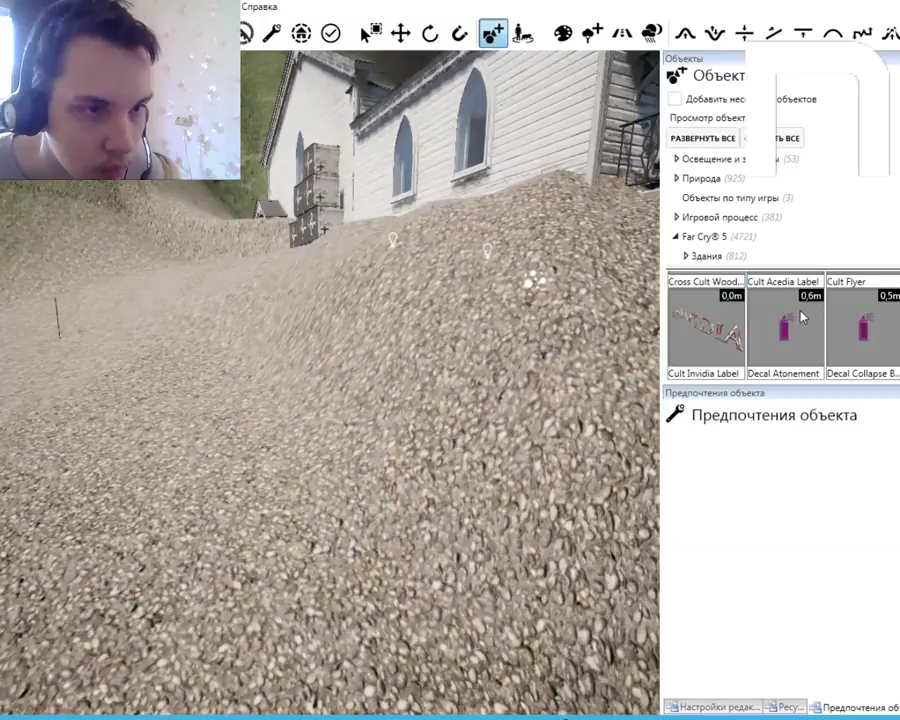 Справка
Объекты
Объект
Добавить нес ъектов
Просмотр объект
РАЗВЕРНУТЬ ВСЕ ТЬ ВСЕ
Освещение и з ы (53)
Природа (925)
Объекты по типу игры (3)
Игровой процесс (381)
Far Cry® 5 (4721)
Здания (812)
Cross Cult Wood... Cult Acedia Label Cult Flyer
0,0m 0,6m 0,5m
INVIDIA
Cult Invidia Label Decal Atonement Decal Collapse B...
Предпочтения объекта
Предпочтения объекта
Настройки редак... Ресу... Предпочтения об